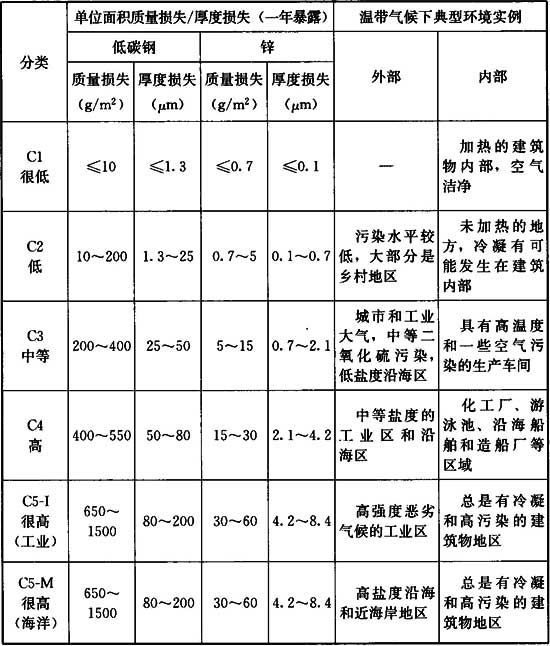 分类
单位面积质量损失/厚度损失（一年暴露）
温带气候下典型环境实例
低碳钢
锌
外部
内部
质量损失
(g/m²)
厚度损失
(μm)
质量损失
(g/m²)
厚度损失
(μm)
C1
很低
≤10
≤1.3
≤0.7
≤0.1
—
加热的建筑
物内部，空气
洁净
C2
低
10～200
1.3～25
0.7～5
0.1～0.7
污染水平较
低，大部分是
乡村地区
未加热的地
方，冷凝有可
能发生在建筑
内部
C3
中等
200～400
25～50
5～15
0.7～2.1
城市和工业
大气，中等二
氧化硫污染，
低盐度沿海区
具有高温度
和一些空气污
染的生产车间
C4
高
400～550
50～80
15～30
2.1～4.2
中等盐度的
工业区和沿
海区
化工厂、游
泳池、沿海船
舶和造船厂等
区域
C5-I
很高
（工业）
650～
1500
80～200
30～60
4.2～8.4
高强度恶劣
气候的工业区
总是有冷凝
和高污染的建
筑物地区
C5-M
很高
（海洋）
650～
1500
80～200
30～60
4.2～8.4
高盐度沿海
和近海岸地区
总是有冷凝
和高污染的建
筑物地区